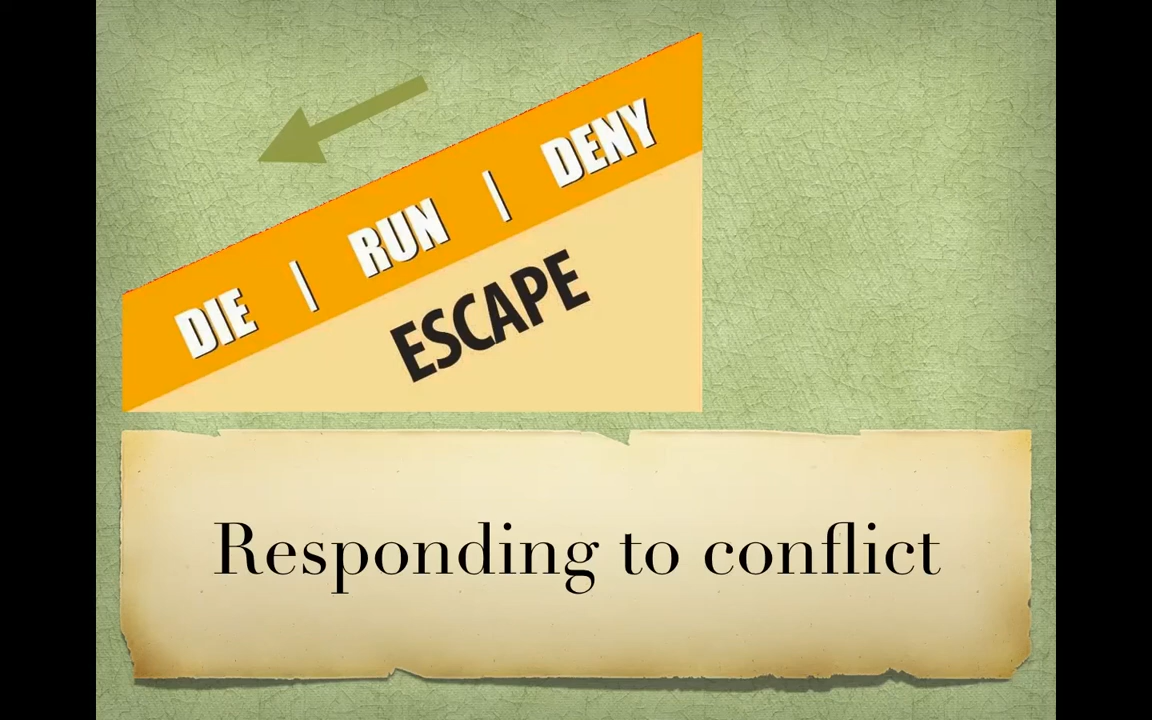 DIE | RUN | DENY
ESCAPE
Responding to conflict